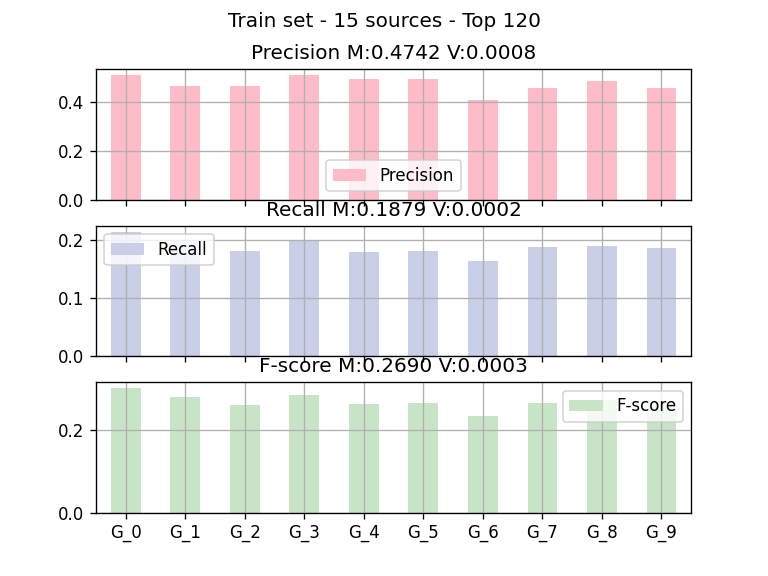 Train set - 15 sources - Top 120
Precision M:0.4742 V:0.0008
0.4
0.2
0.0
Precision
Recall M:0.1879 V:0.0002
0.2
0.1
0.0
Recall
F-score M:0.2690 V:0.0003
0.2
0.0
F-score
G_0 G_1 G_2 G_3 G_4 G_5 G_6 G_7 G_8 G_9